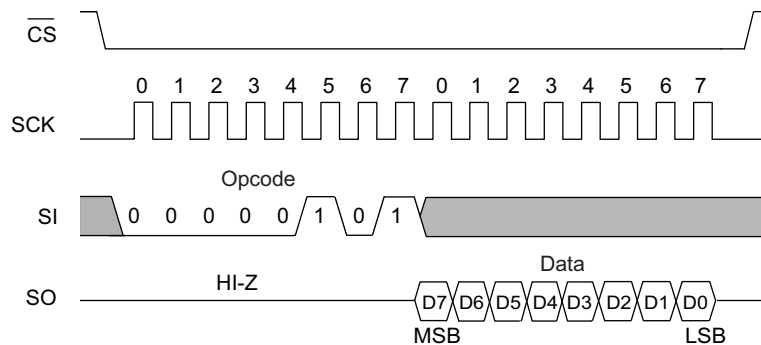 CS
0 1 2 3 4 5 6 7 0 1 2 3 4 5 6 7
SCK
Opcode
SI 0 0 0 0 0 1 0 1
HI-Z Data
SO D7 D6 D5 D4 D3 D2 D1 D0
MSB LSB